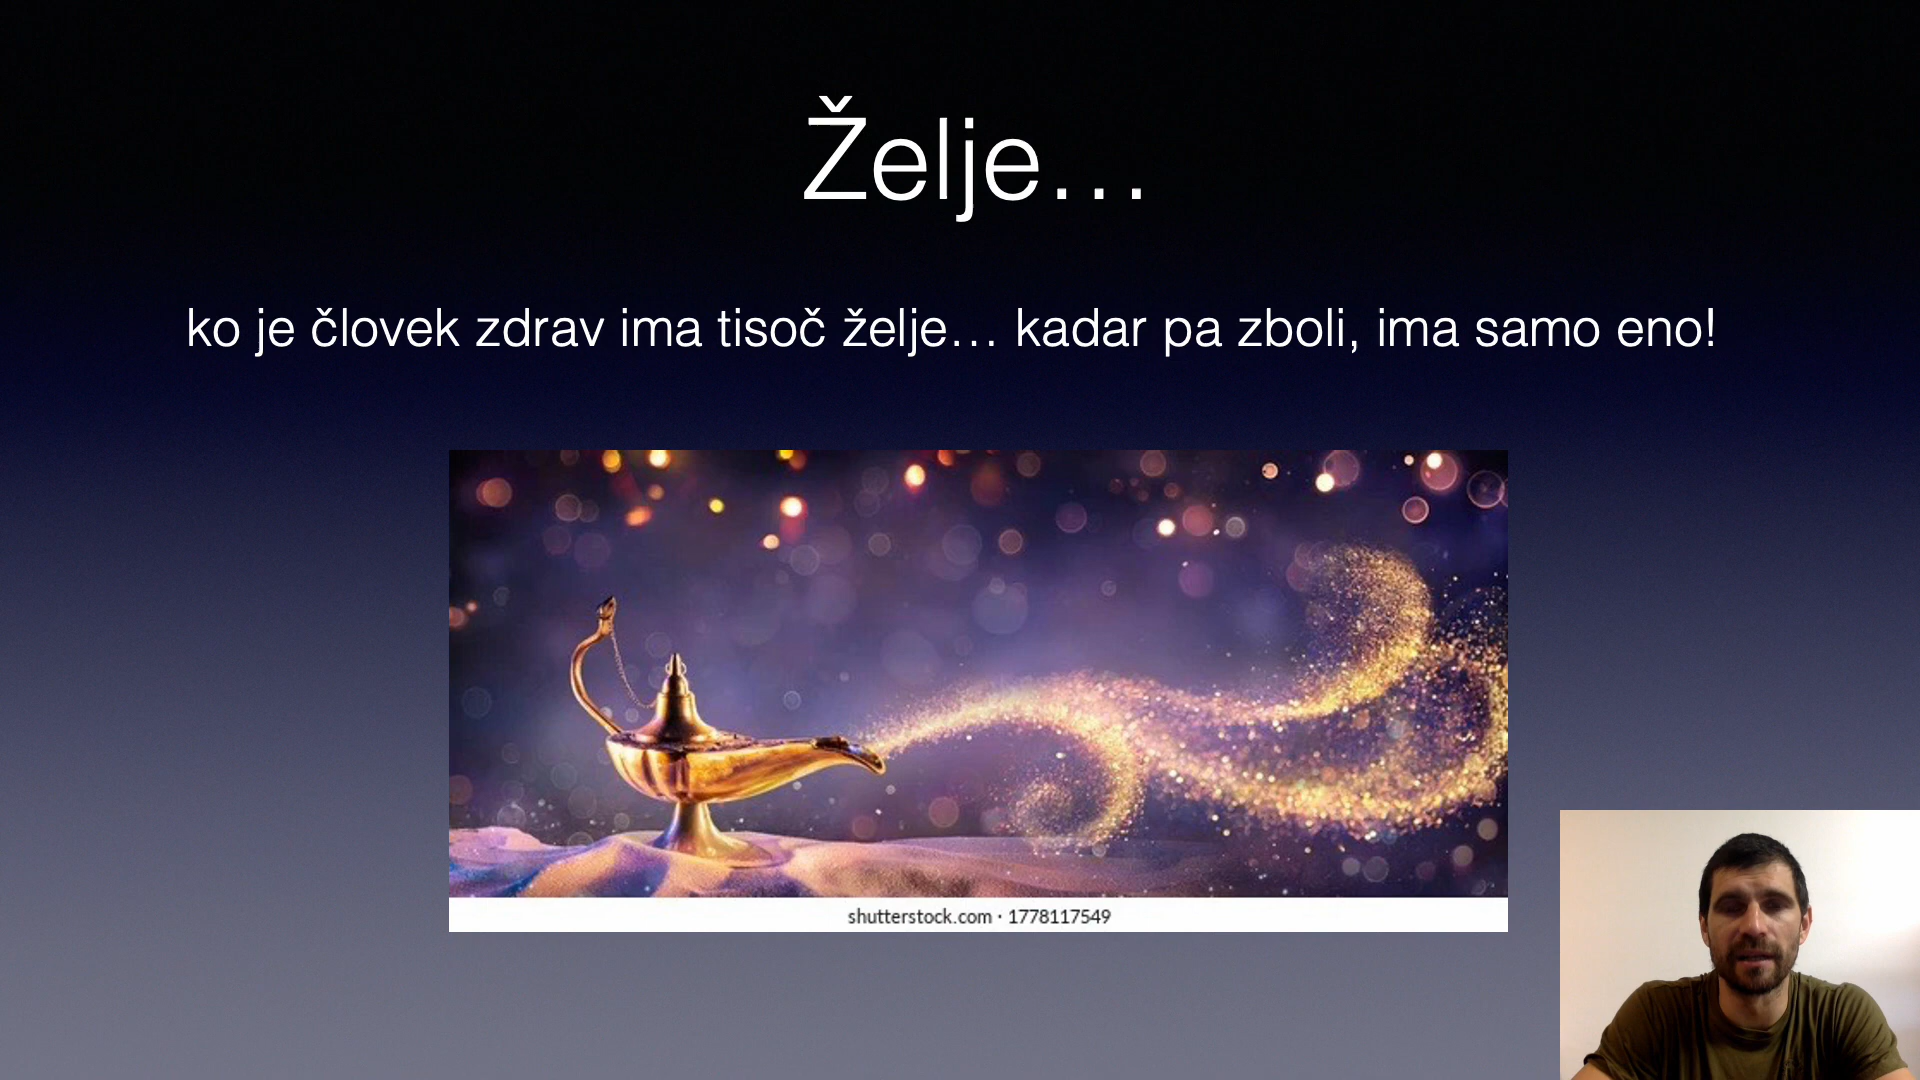 Želje…
ko je človek zdrav ima tisoč želje… kadar pa zboli, ima samo eno!
shutterstock.com · 1778117549